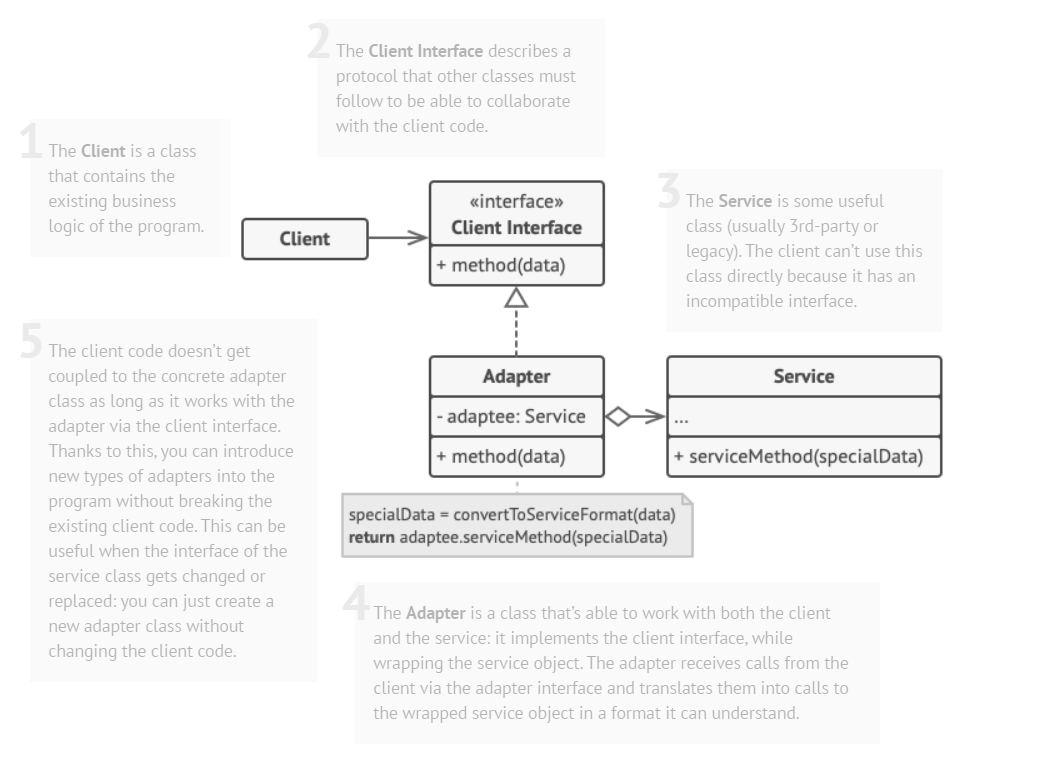 2
The Client Interface describes a
protocol that other classes must
follow to be able to collaborate
with the client code.
1
The Client is a class
that contains the
existing business
logic of the program.
Client
«interface»
Client Interface
+ method(data)
3
The Service is some useful
class (usually 3rd-party or
legacy). The client can't use this
class directly because it has an
incompatible interface.
5
The client code doesn't get
coupled to the concrete adapter
class as long as it works with the
adapter via the client interface.
Thanks to this, you can introduce
new types of adapters into the
program without breaking the
existing client code. This can be
useful when the interface of the
service class gets changed or
replaced: you can just create a
new adapter class without
changing the client code.
Adapter
- adaptee: Service
+ method(data)
Service
...
+ serviceMethod(specialData)
specialData = convertToServiceFormat(data)
return adaptee.serviceMethod(specialData)
4
The Adapter is a class that's able to work with both the client
and the service: it implements the client interface, while
wrapping the service object. The adapter receives calls from the
client via the adapter interface and translates them into calls to
the wrapped service object in a format it can understand.